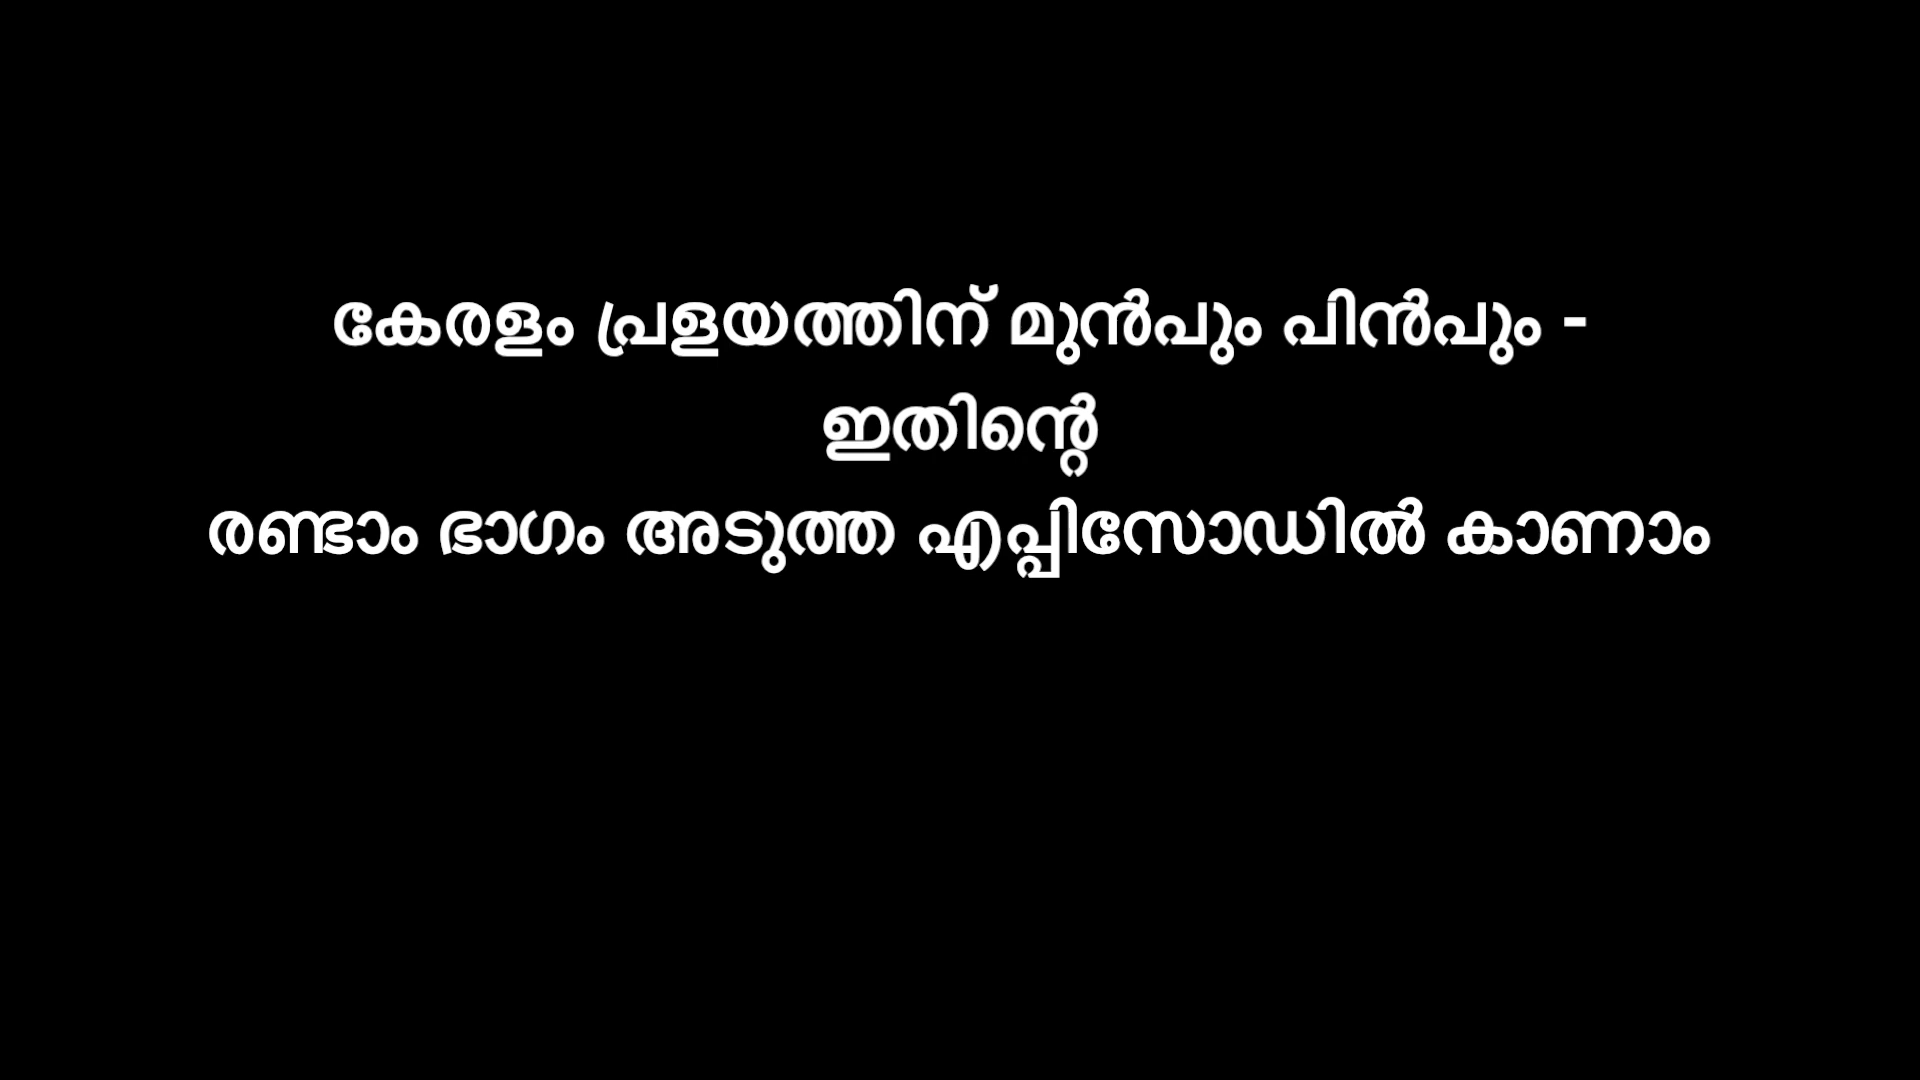 കേരളം പ്രളയത്തിന് മുൻപും പിൻപും -
ഇതിന്റെ
രണ്ടാം ഭാഗം അടുത്ത എപ്പിസോഡിൽ കാണാം